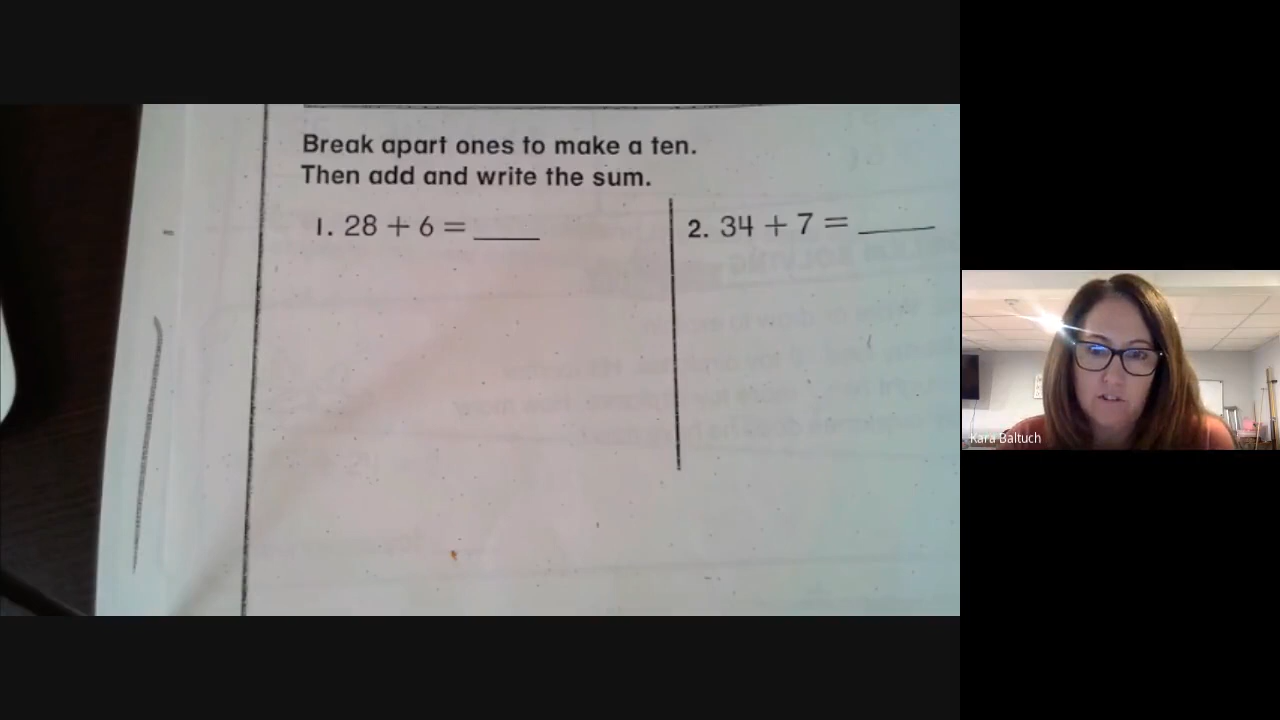 Break apart ones to make a ten.
Then add and write the sum.
1. 28 + 6 = ____
2. 34 + 7 = ____
Kara Baltuch